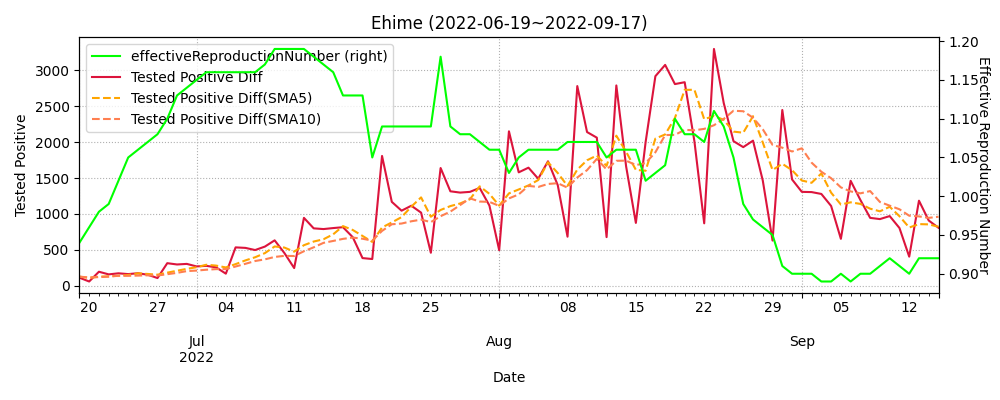 Ehime (2022-06-19~2022-09-17)
effectiveReproductionNumber (right)
Tested Positive Diff
Tested Positive Diff(SMA5)
Tested Positive Diff(SMA10)
Tested Positive
3000
2500
2000
1500
1000
500
0
1.20
1.15
1.10
1.05
1.00
0.95
0.90
Effective Reproduction Number
20 27 04 11 18 25 08 15 22 29 05 12
Jul Aug Sep
2022
Date